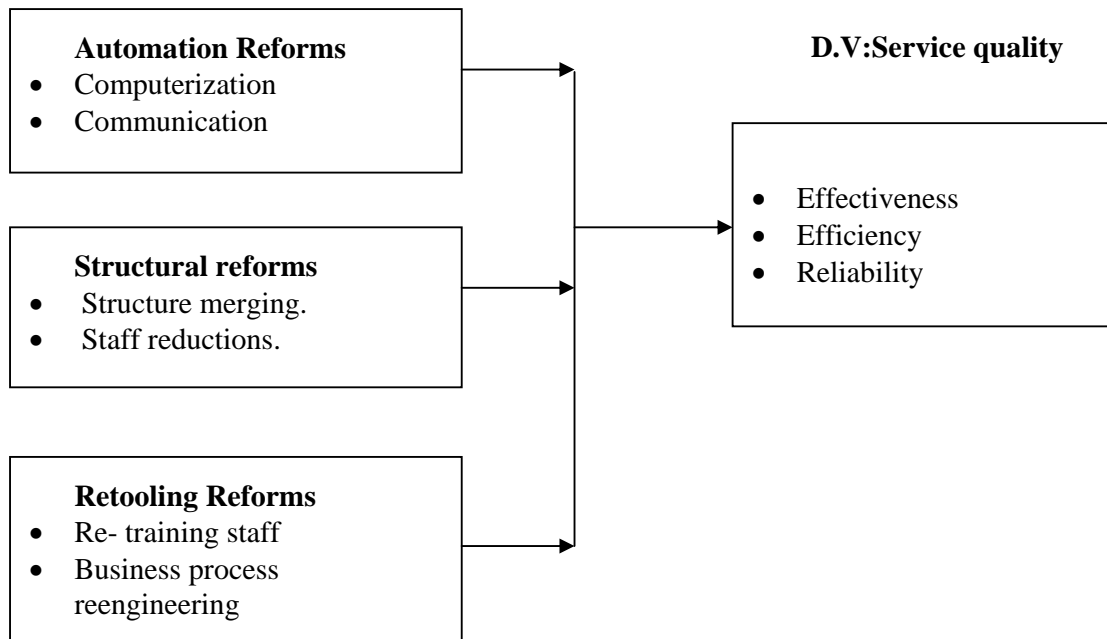 Automation Reforms
• Computerization
• Communication
D.V:Service quality
• Effectiveness
• Efficiency
• Reliability
Structural reforms
• Structure merging.
• Staff reductions.
Retooling Reforms
• Re- training staff
• Business process
reengineering